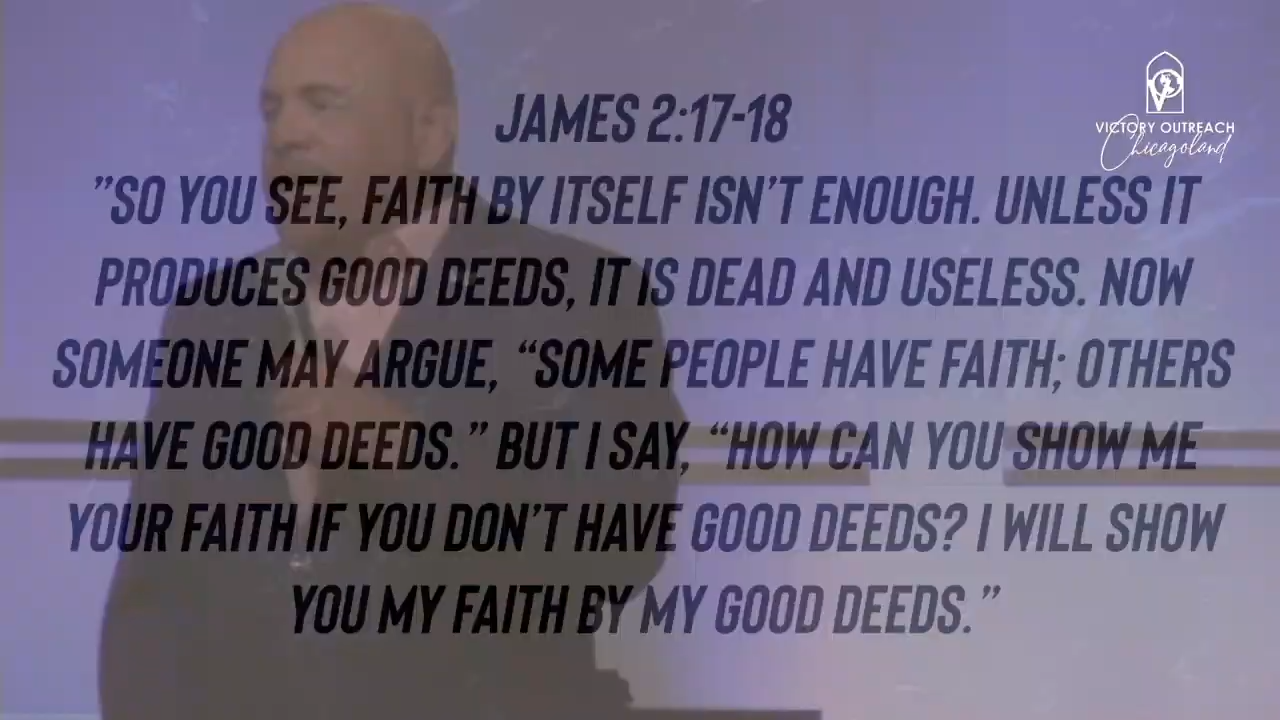 JAMES 2:17-18
"SO YOU SEE, FAITH BY ITSELF ISN'T ENOUGH. UNLESS IT
PRODUCES GOOD DEEDS, IT IS DEAD AND USELESS. NOW
SOMEONE MAY ARGUE, “SOME PEOPLE HAVE FAITH; OTHERS
HAVE GOOD DEEDS.” BUT I SAY, “HOW CAN YOU SHOW ME
YOUR FAITH IF YOU DON'T HAVE GOOD DEEDS? I WILL SHOW
YOU MY FAITH BY MY GOOD DEEDS.”
VICTORY OUTREACH
Chicagoland